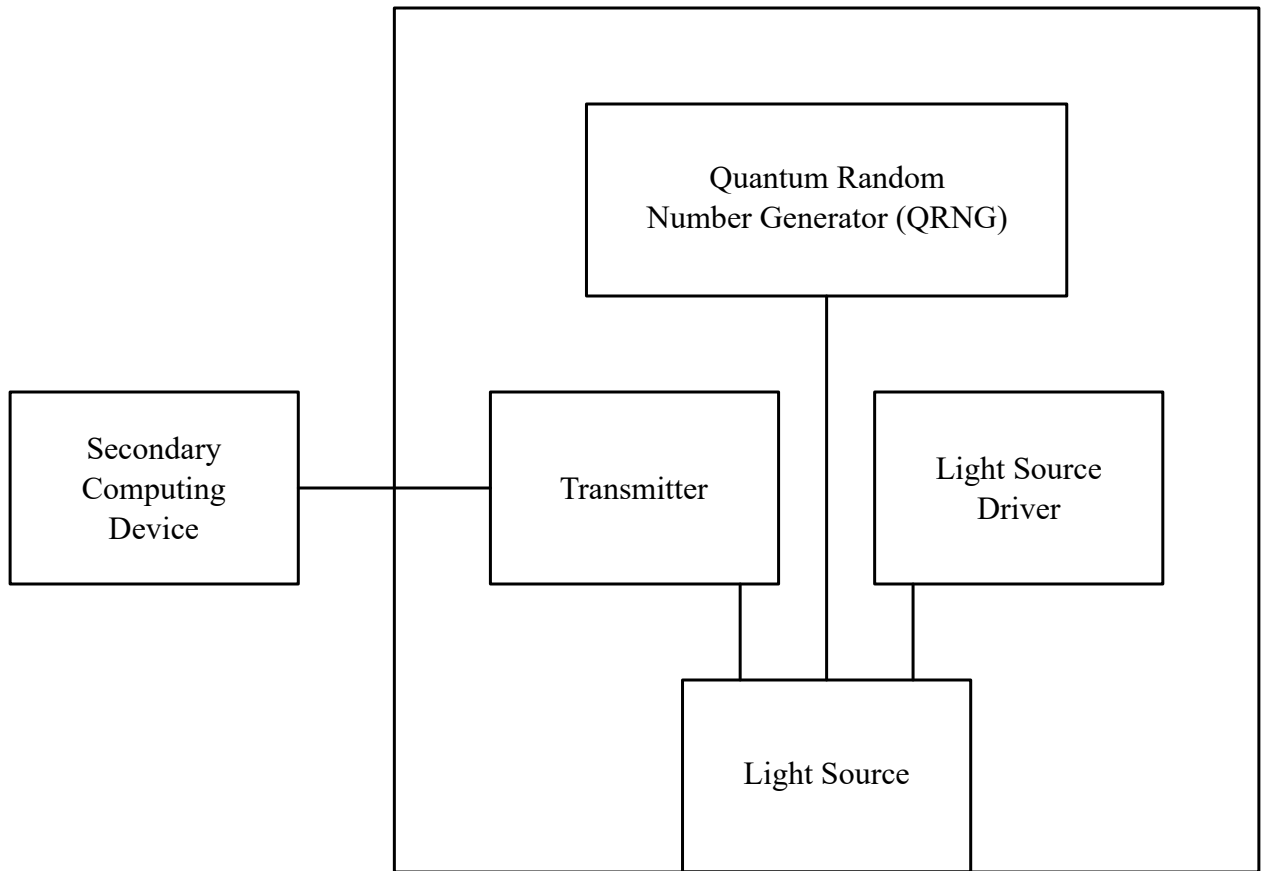 Quantum Random
Number Generator (QRNG)
Secondary
Computing
Device
Transmitter
Light Source
Driver
Light Source